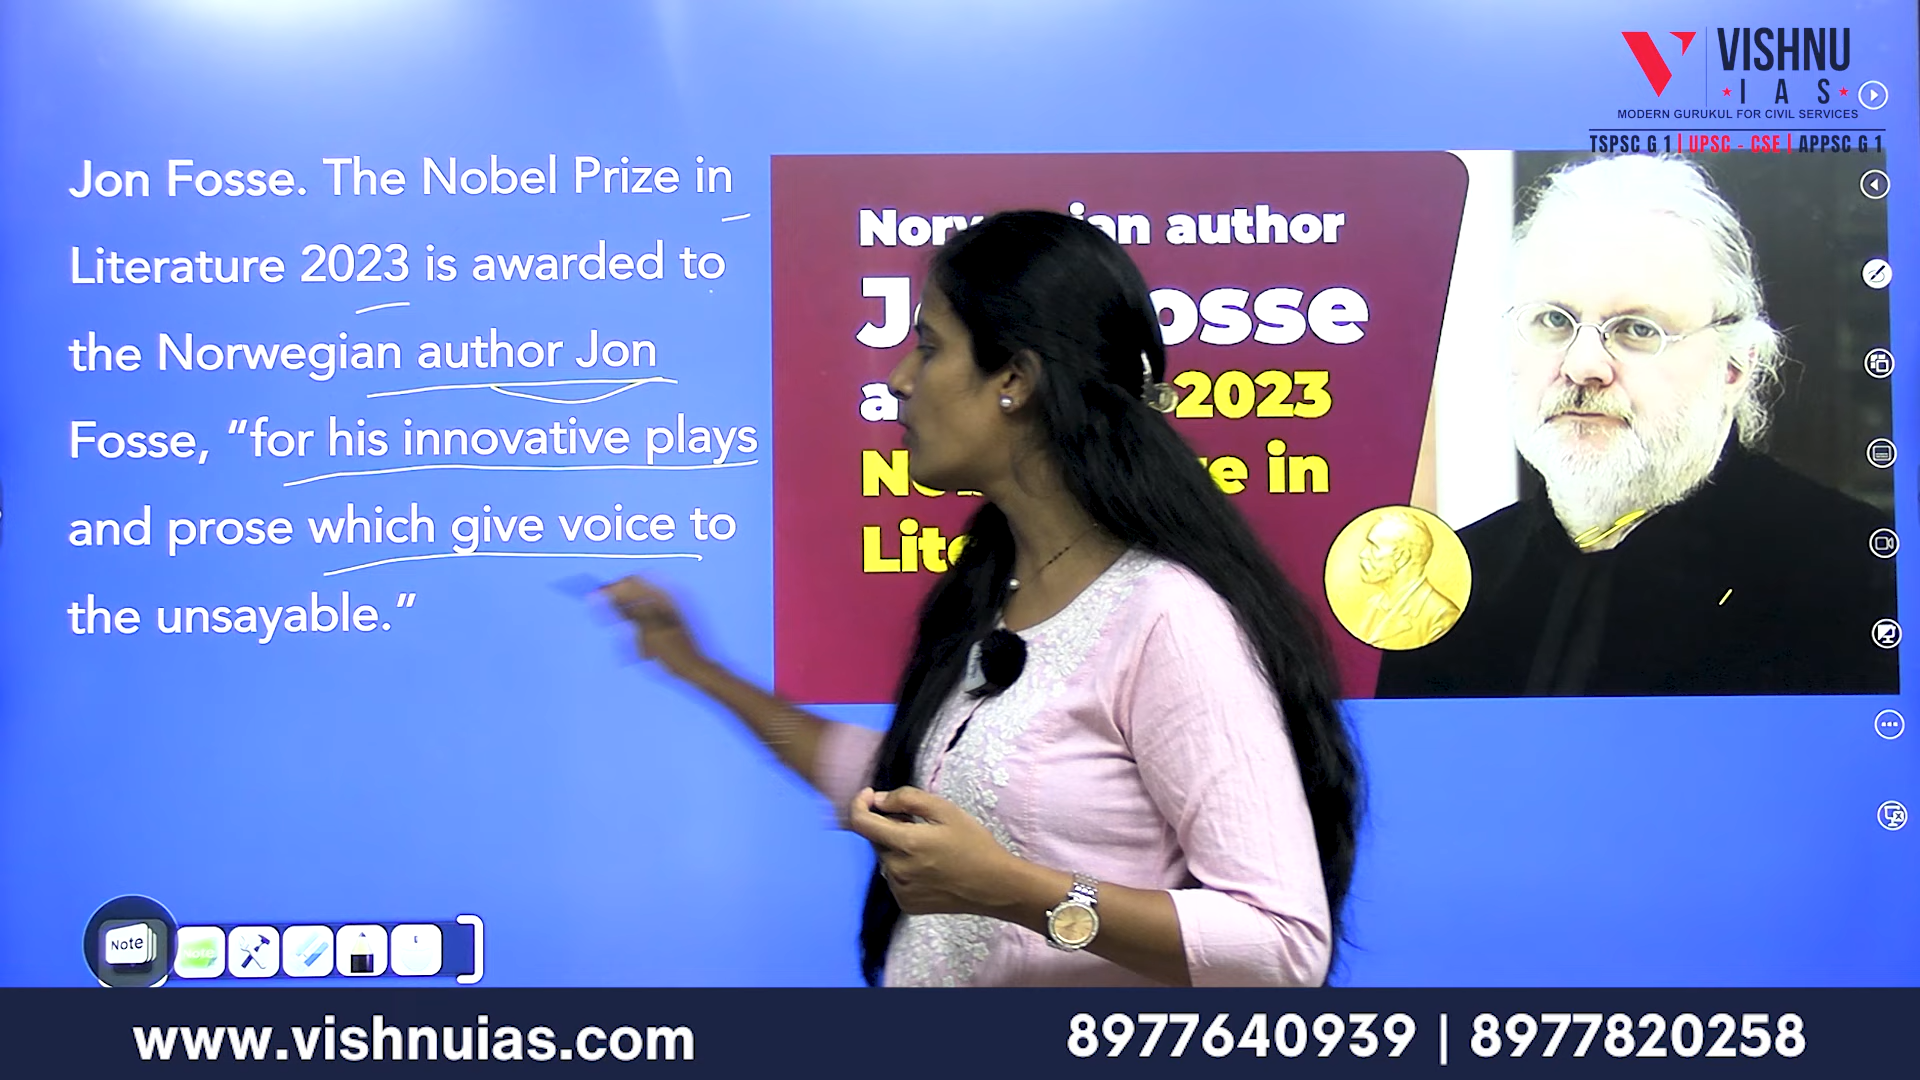 VISHNU
IAS
MODERN GURUKUL FOR CIVIL SERVICES
TSPSC G 1 | UPSC - CSE | APPSC G 1
Jon Fosse. The Nobel Prize in
Literature 2023 is awarded to
the Norwegian author Jon
Fosse, “for his innovative plays
and prose which give voice to
the unsayable.”
author
osse
2023
in
Note
www.vishnuias.com
8977640939 | 8977820258